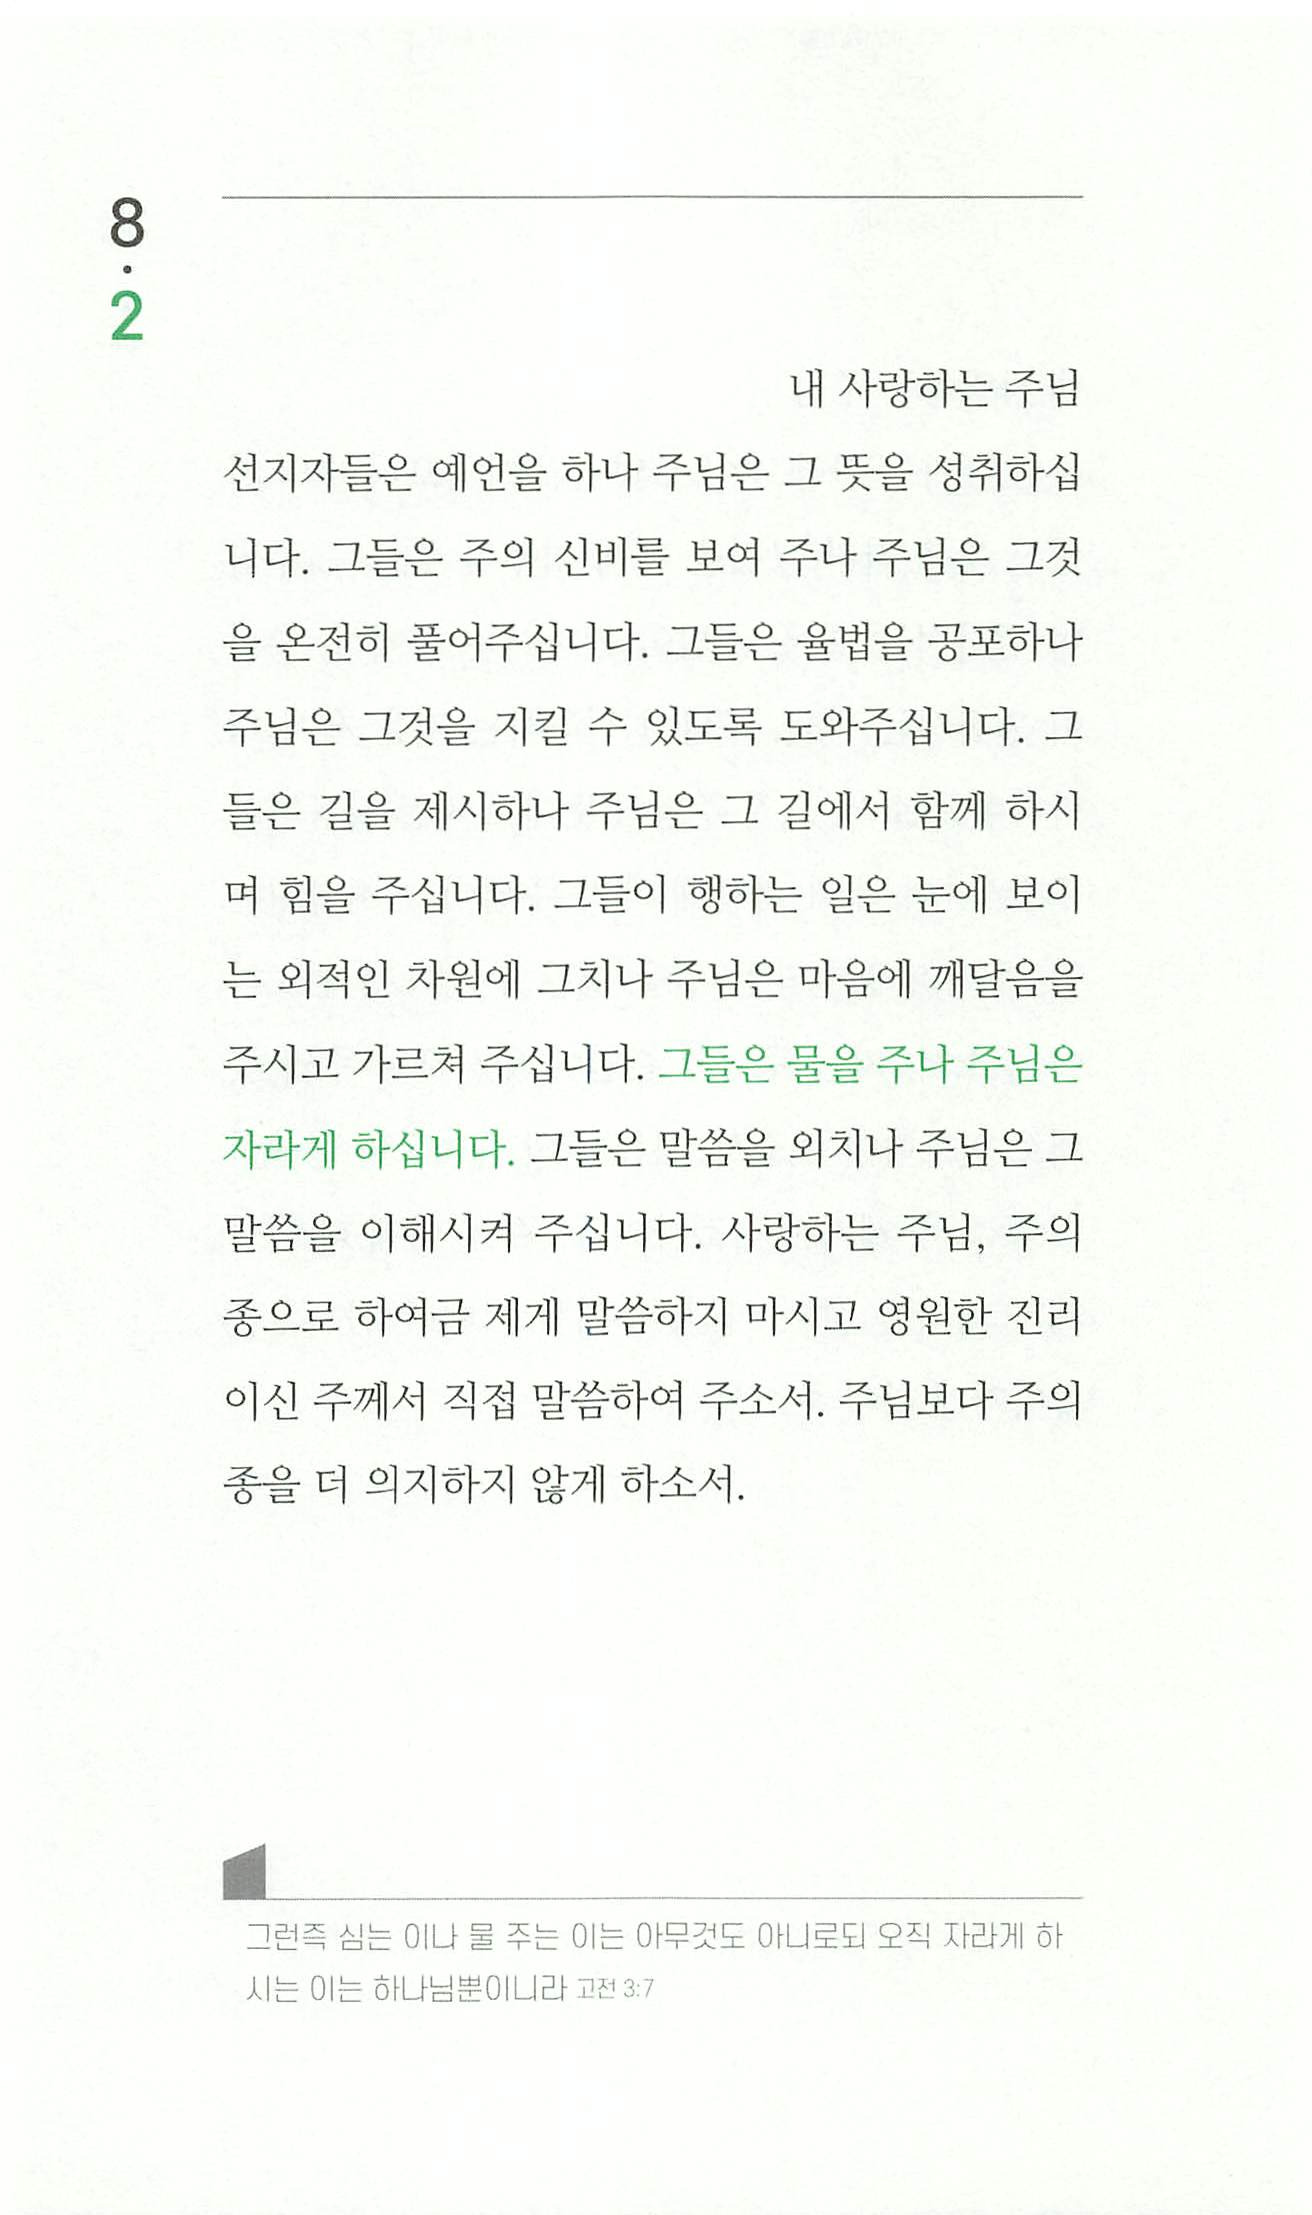 8
·
2
내 사랑하는 주님
선지자들은 예언을 하나 주님은 그 뜻을 성취하십
니다. 그들은 주의 신비를 보여 주나 주님은 그것
을 온전히 풀어주십니다. 그들은 율법을 공포하나
주님은 그것을 지킬 수 있도록 도와주십니다. 그
들은 길을 제시하나 주님은 그 길에서 함께 하시
며 힘을 주십니다. 그들이 행하는 일은 눈에 보이
는 외적인 차원에 그치나 주님은 마음에 깨달음을
주시고 가르쳐 주십니다. 그들은 물을 주나 주님은
자라게 하십니다. 그들은 말씀을 외치나 주님은 그
말씀을 이해시켜 주십니다. 사랑하는 주님, 주의
종으로 하여금 제게 말씀하지 마시고 영원한 진리
이신 주께서 직접 말씀하여 주소서. 주님보다 주의
종을 더 의지하지 않게 하소서.
그런즉 심는 이나 물 주는 이는 아무것도 아니로되 오직 자라게 하
시는 이는 하나님뿐이니라 고전 3:7